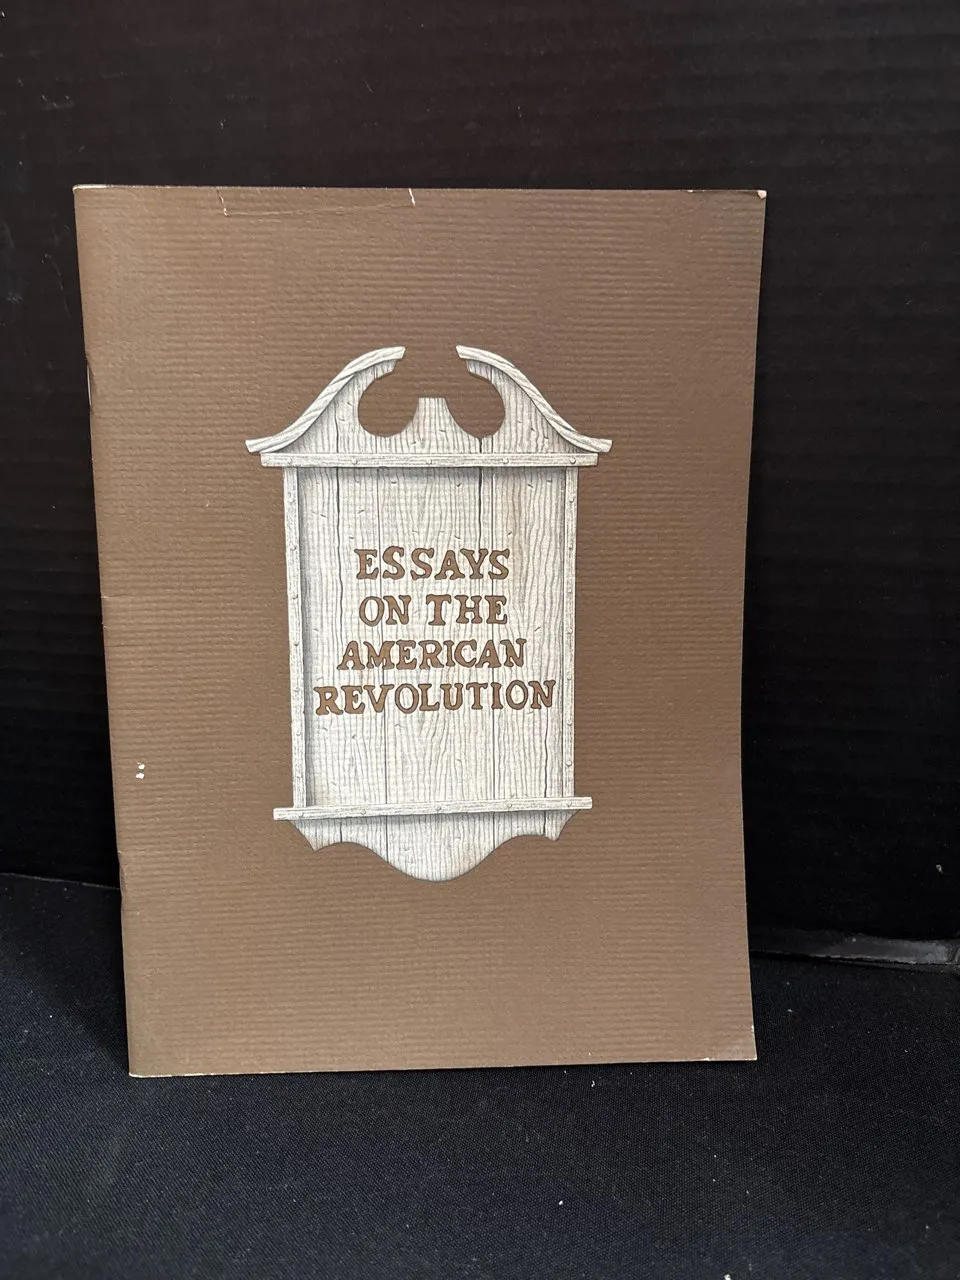 ESSAYS
ON THE
AMERICAN
REVOLUTION